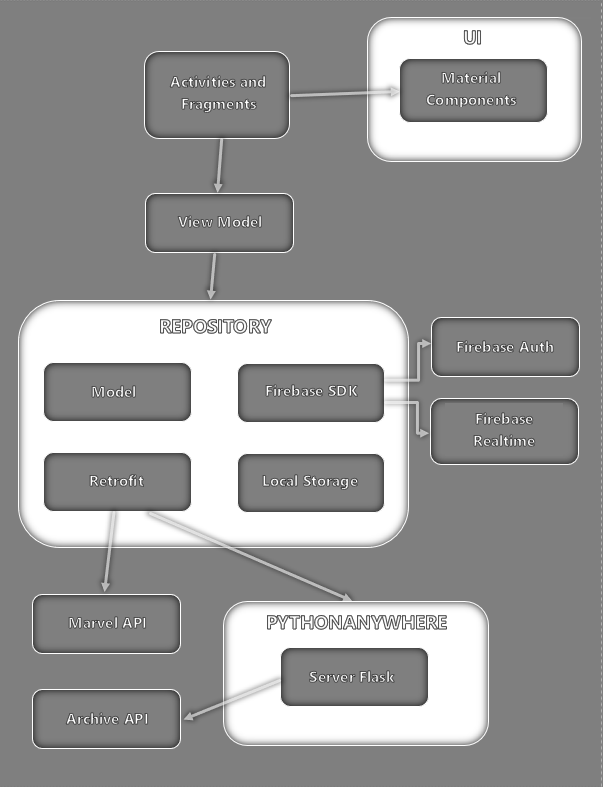 UI
Activities and
Fragments
Material
Components
View Model
REPOSITORY
Model
Firebase SDK
Firebase Auth
Firebase
Realtime
Retrofit
Local Storage
Marvel API
PYTHONANYWHERE
Server Flask
Archive API